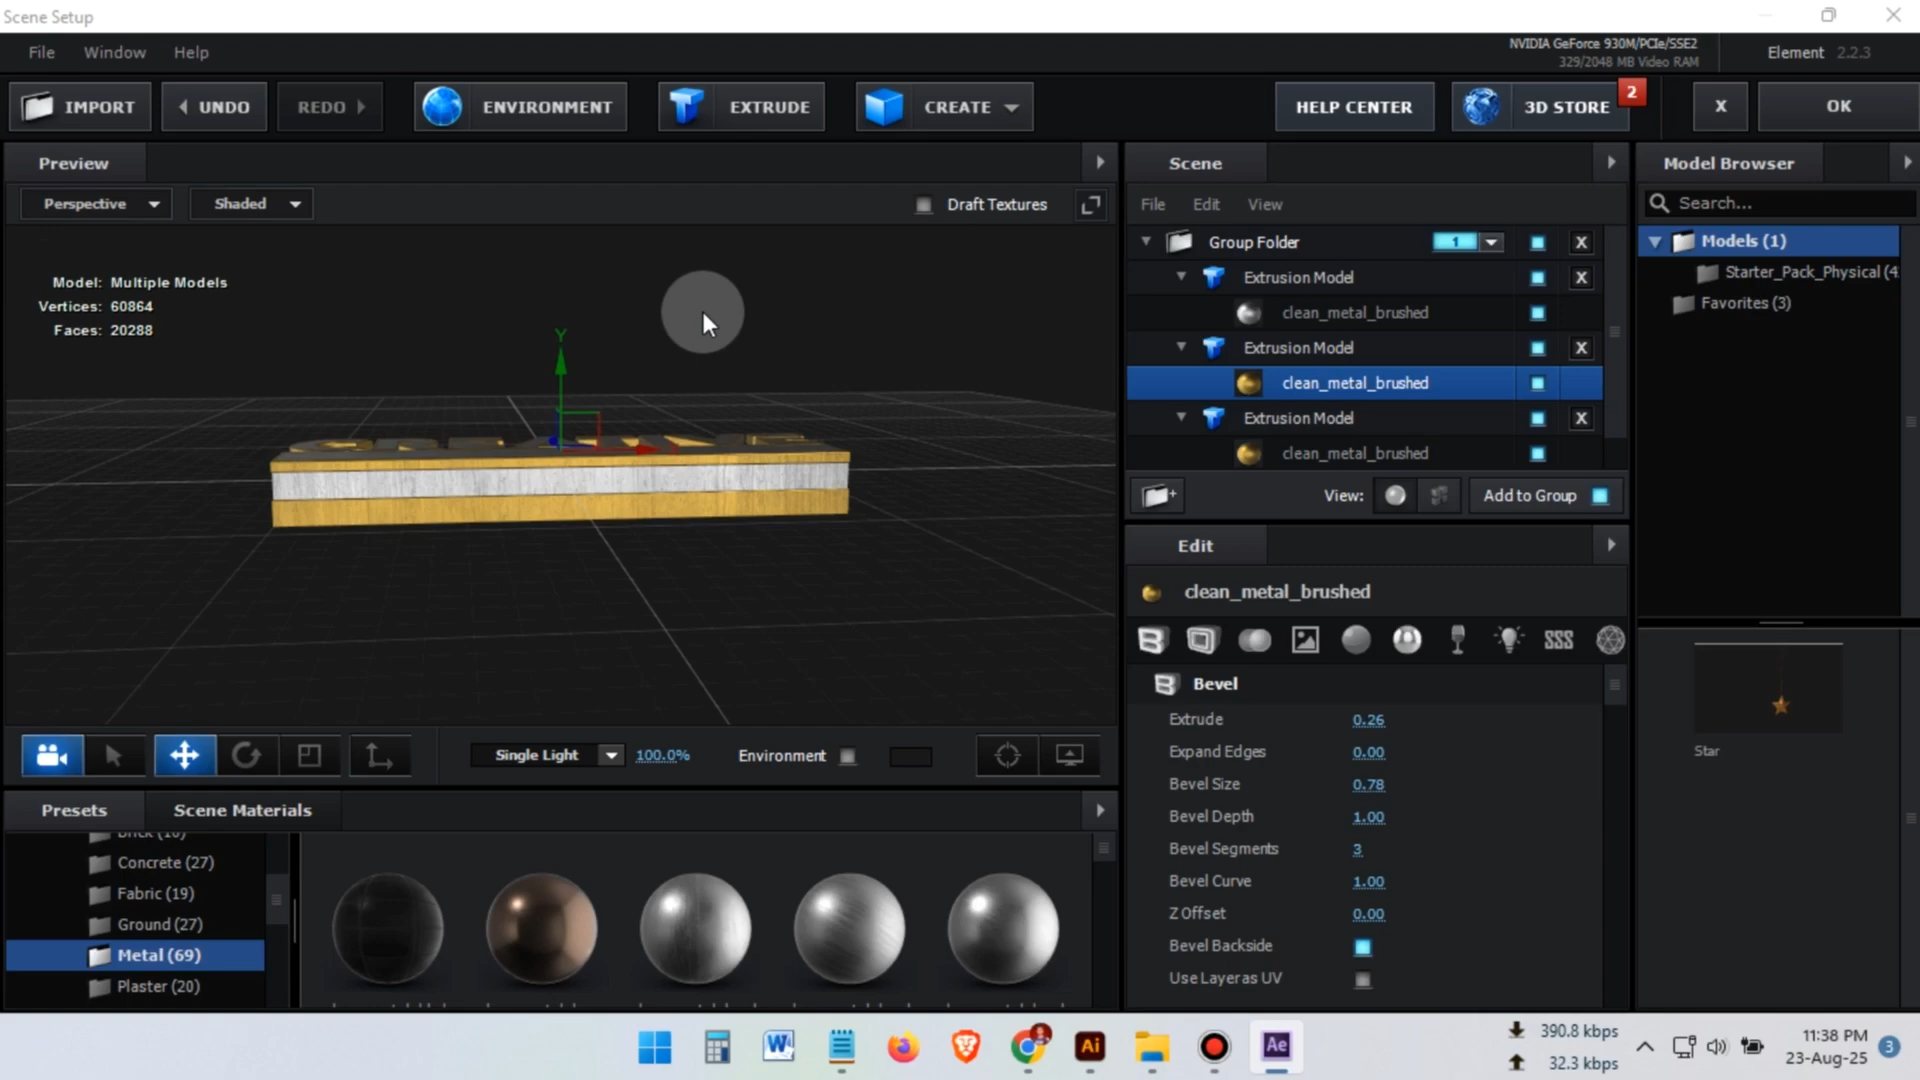 Scene Setup
File Window Help
NVIDIA GeForce 930M/PCIe/SSE2
329/2048 MB Video RAM
Element 2.2.3
IMPORT UNDO REDO ENVIRONMENT EXTRUDE CREATE HELP CENTER 3D STORE 2 X OK
Preview
Perspective Shaded Draft Textures
Model: Multiple Models
Vertices: 60864
Faces: 20288
Y
Single Light 100.0% Environment
Presets Scene Materials
Brick (10)
Concrete (27)
Fabric (19)
Ground (27)
Metal (69)
Plaster (20)
Scene
File Edit View
Group Folder 1 X
Extrusion Model X
clean_metal_brushed
Extrusion Model X
clean_metal_brushed
Extrusion Model X
clean_metal_brushed
View: Add to Group
Edit
clean_metal_brushed
SSS
Bevel
Extrude 0.26
Expand Edges 0.00
Bevel Size 0.78
Bevel Depth 1.00
Bevel Segments 3
Bevel Curve 1.00
Z Offset 0.00
Bevel Backside
Use Layer as UV
Model Browser
Search...
Models (1)
Starter_Pack_Physical (4
Favorites (3)
Star
W Ai Ae
390.8 kbps
32.3 kbps
11:38 PM
23-Aug-25
3